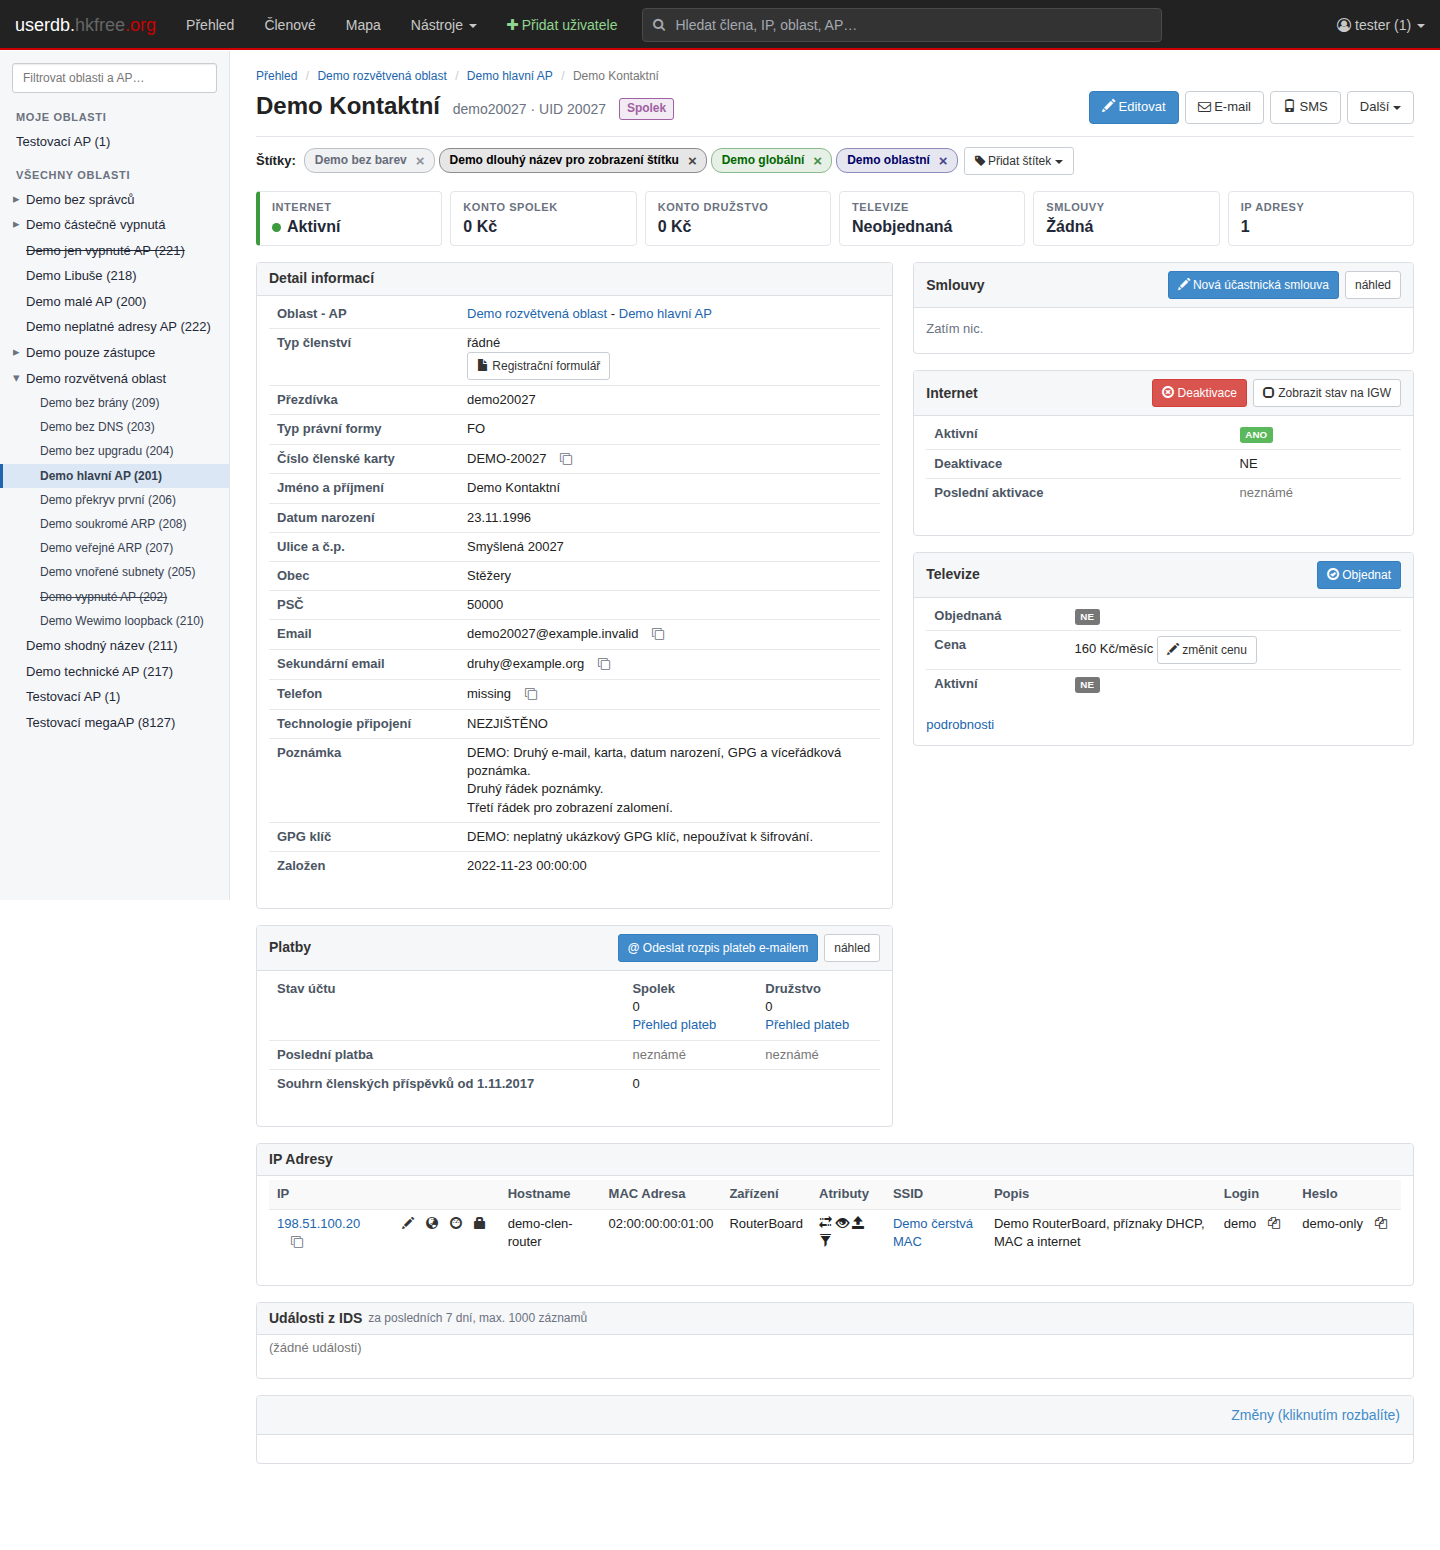 userdb.hkfree.org Přehled Členové Mapa Nástroje Přidat uživatele Hledat člena, IP, oblast, AP… tester (1)
Filtrovat oblasti a AP…
MOJE OBLASTI
Testovací AP (1)
VŠECHNY OBLASTI
Demo bez správců
Demo částečně vypnutá
Demo jen vypnuté AP (221)
Demo Libuše (218)
Demo malé AP (200)
Demo neplatné adresy AP (222)
Demo pouze zástupce
Demo rozvětvená oblast
Demo bez brány (209)
Demo bez DNS (203)
Demo bez upgradu (204)
Demo hlavní AP (201)
Demo překryv první (206)
Demo soukromé ARP (208)
Demo veřejné ARP (207)
Demo vnořené subnety (205)
Demo vypnuté AP (202)
Demo Wewimo loopback (210)
Demo shodný název (211)
Demo technické AP (217)
Testovací AP (1)
Testovací megaAP (8127)
Přehled / Demo rozvětvená oblast / Demo hlavní AP / Demo Kontaktní
Demo Kontaktní demo20027 · UID 20027 Spolek Editovat E-mail SMS Další
Štítky: Demo bez barev × Demo dlouhý název pro zobrazení štítku × Demo globální × Demo oblastní × Přidat štítek
INTERNET
Aktivní
KONTO SPOLEK
0 Kč
KONTO DRUŽSTVO
0 Kč
TELEVIZE
Neobjednaná
SMLOUVY
Žádná
IP ADRESY
1
Detail informací
Oblast - AP Demo rozvětvená oblast - Demo hlavní AP
Typ členství řádné
Registrační formulář
Přezdívka demo20027
Typ právní formy FO
Číslo členské karty DEMO-20027
Jméno a příjmení Demo Kontaktní
Datum narození 23.11.1996
Ulice a č.p. Smyšlená 20027
Obec Stěžery
PSČ 50000
Email demo20027@example.invalid
Sekundární email druhy@example.org
Telefon missing
Technologie připojení NEZJIŠTĚNO
Poznámka DEMO: Druhý e-mail, karta, datum narození, GPG a víceřádková
poznámka.
Druhý řádek poznámky.
Třetí řádek pro zobrazení zalomení.
GPG klíč DEMO: neplatný ukázkový GPG klíč, nepoužívat k šifrování.
Založen 2022-11-23 00:00:00
Smlouvy Nová účastnická smlouva náhled
Zatím nic.
Internet Deaktivace Zobrazit stav na IGW
Aktivní ANO
Deaktivace NE
Poslední aktivace neznámé
Televize Objednat
Objednaná NE
Cena 160 Kč/měsíc změnit cenu
Aktivní NE
podrobnosti
Platby @ Odeslat rozpis plateb e-mailem náhled
Stav účtu Spolek Družstvo
0 0
Přehled plateb Přehled plateb
Poslední platba neznámé neznámé
Souhrn členských příspěvků od 1.11.2017 0
IP Adresy
IP Hostname MAC Adresa Zařízení Atributy SSID Popis Login Heslo
198.51.100.20 demo-clen- 02:00:00:00:01:00 RouterBoard Demo čerstvá Demo RouterBoard, příznaky DHCP, demo demo-only
router MAC MAC a internet
Události z IDS za posledních 7 dní, max. 1000 záznamů
(žádné události)
Změny (kliknutím rozbalíte)